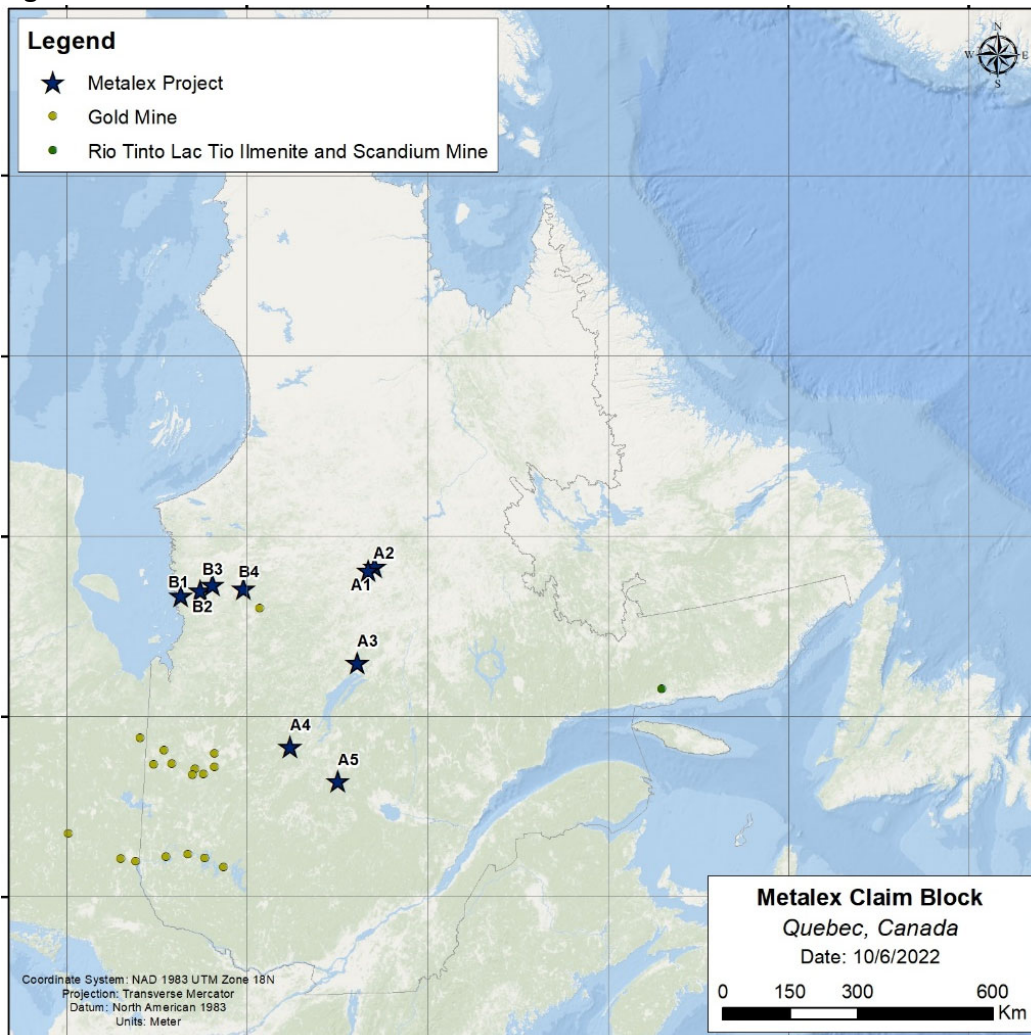 Legend
Metalex Project
Gold Mine
Rio Tinto Lac Tio Ilmenite and Scandium Mine
N
W E
S
A2
B3 B4
B1 A1
B2
A3
A4
A5
Metalex Claim Block
Quebec, Canada
Date: 10/6/2022
0 150 300 600
Km
Coordinate System: NAD 1983 UTM Zone 18N
Projection: Transverse Mercator
Datum: North American 1983
Units: Meter